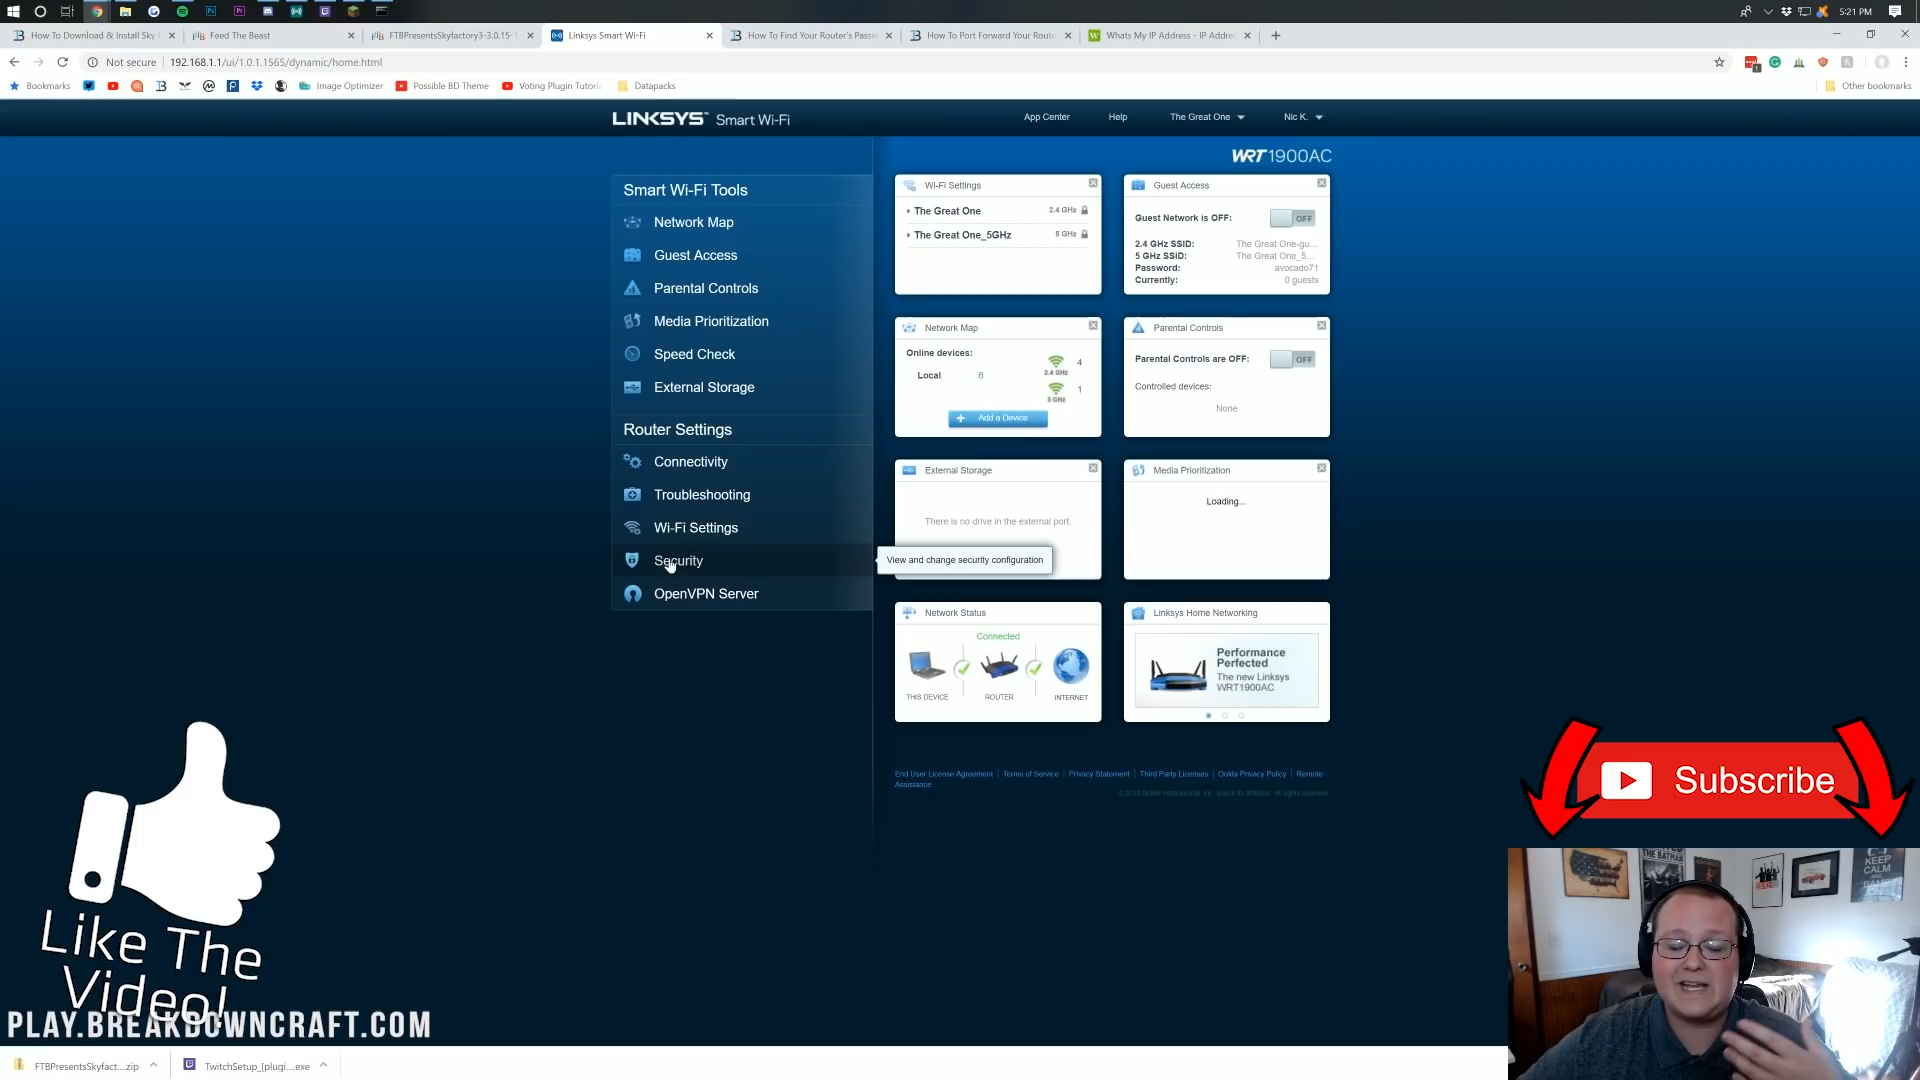 5:21 PM
How To Download & Install Sky
Feed The Beast
FTBPresentsSkyfactory3-3.0.15-1
Linksys Smart Wi-Fi
How To Find Your Router's Passw
How To Port Forward Your Route
Whats My IP Address - IP Addre
Not secure
192.168.1.1/ui/1.0.1.1565/dynamic/home.html
Bookmarks
Image Optimizer
Possible BD Theme
Voting Plugin Tutori
Datapacks
Other bookmarks
LINKSYS™ Smart Wi-Fi
App Center
Help
The Great One
Nic K.
WRT1900AC
Smart Wi-Fi Tools
Network Map
Guest Access
Parental Controls
Media Prioritization
Speed Check
External Storage
Router Settings
Connectivity
Troubleshooting
Wi-Fi Settings
Security
OpenVPN Server
View and change security configuration
Wi-Fi Settings
The Great One 2.4 GHz
The Great One_5GHz 5 GHz
Guest Access
Guest Network is OFF: OFF
2.4 GHz SSID: The Great One-gu...
5 GHz SSID: The Great One_5...
Password: avocado71
Currently: 0 guests
Network Map
Online devices:
Local 6
4
2.4 GHz
1
5 GHz
Add a Device
Parental Controls
Parental Controls are OFF: OFF
Controlled devices:
None
External Storage
There is no drive in the external port.
Media Prioritization
Loading...
Network Status
Connected
THIS DEVICE ROUTER INTERNET
Linksys Home Networking
Performance
Perfected
The new Linksys
WRT1900AC
End User License Agreement | Terms of Service | Privacy Statement | Third Party Licenses | Ookla Privacy Policy | Remote
Assistance
Like The
Video!
PLAY.BREAKDOWNCRAFT.COM
Subscribe
THE BATMAN
KEEP
CALM
AND
FTBPresentsSkyfact....zip
TwitchSetup_[plugi....exe